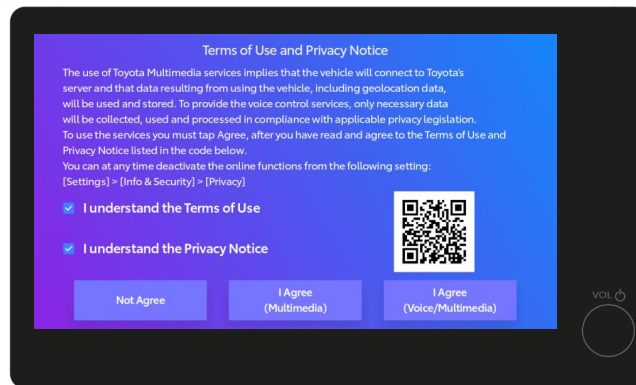 Terms of Use and Privacy Notice
The use of Toyota Multimedia services implies that the vehicle will connect to Toyota's
server and that data resulting from using the vehicle, including geolocation data,
will be used and stored. To provide the voice control services, only necessary data
will be collected, used and processed in compliance with applicable privacy legislation.
To use the services you must tap Agree, after you have read and agree to the Terms of Use and
Privacy Notice listed in the code below.
You can at any time deactivate the online functions from the following setting:
[Settings] > [Info & Security] > [Privacy]
I understand the Terms of Use
I understand the Privacy Notice
Not Agree
I Agree
(Multimedia)
I Agree
(Voice/Multimedia)
VOL